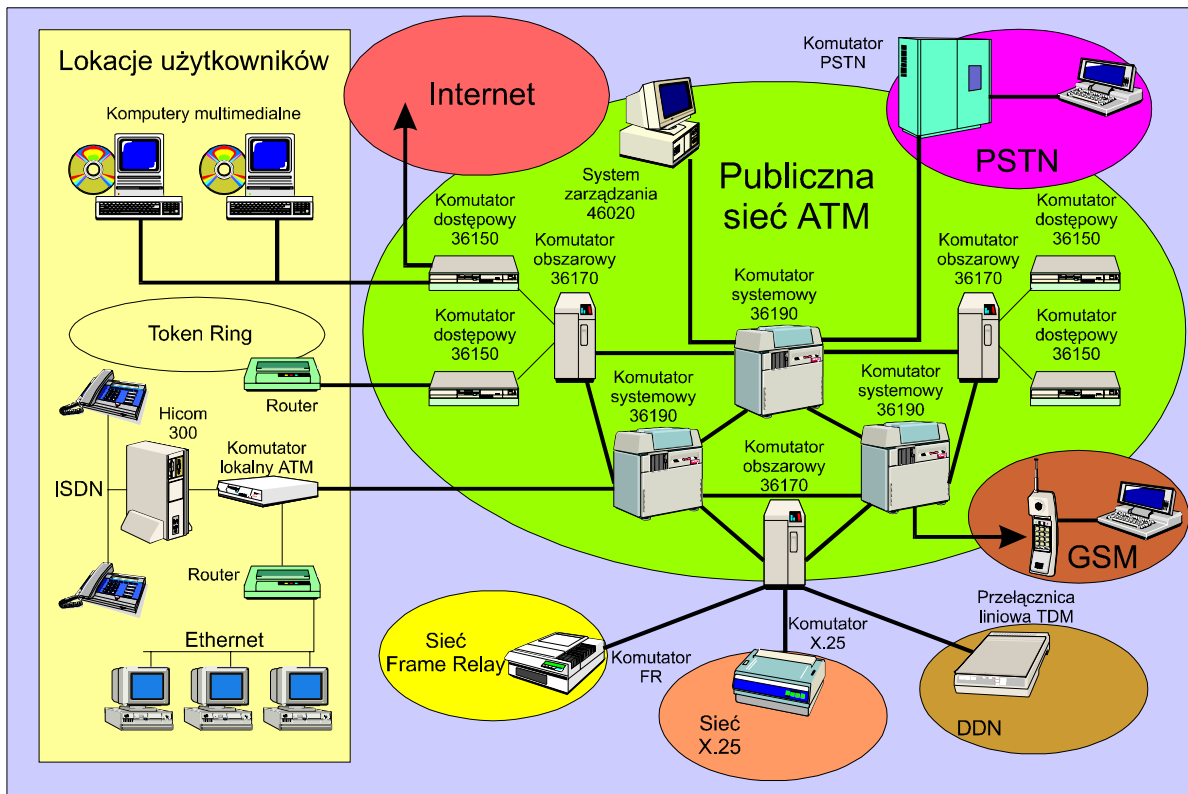 Lokacje użytkowników
Komputery multimedialne
Internet
System
zarządzania
46020
Publiczna
sieć ATM
Komutator
PSTN
PSTN
Komutator
dostępowy
36150
Komutator
obszarowy
36170
Komutator
systemowy
36190
Komutator
obszarowy
36170
Komutator
dostępowy
36150
Token Ring
Router
Komutator
dostępowy
36150
Komutator
dostępowy
36150
Hicom
300
Komutator
lokalny ATM
ISDN
Komutator
systemowy
36190
Komutator
systemowy
36190
Komutator
obszarowy
36170
GSM
Router
Ethernet
Sieć
Frame Relay
Komutator
FR
Komutator
X.25
Sieć
X.25
Przełącznica
liniowa TDM
DDN